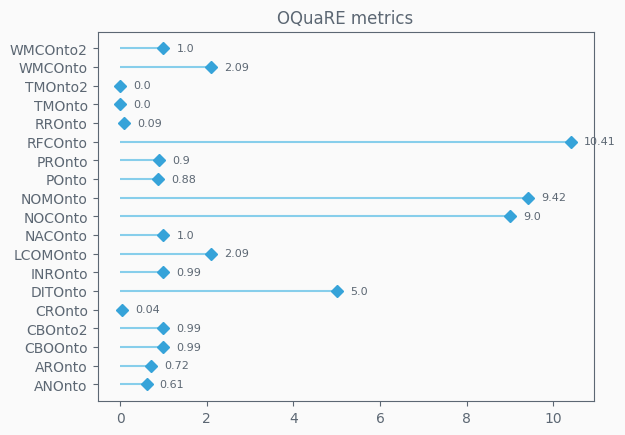 OQuaRE metrics
WMCOnto2 1.0
WMCOnto 2.09
TMOnto2 0.0
TMOnto 0.0
RROnto 0.09
RFCOnto 10.41
PROnto 0.9
POnto 0.88
NOMOnto 9.42
NOCOnto 9.0
NACOnto 1.0
LCOMOnto 2.09
INROnto 0.99
DITOnto 5.0
CROnto 0.04
CBOnto2 0.99
CBOOnto 0.99
AROnto 0.72
ANOnto 0.61
0 2 4 6 8 10